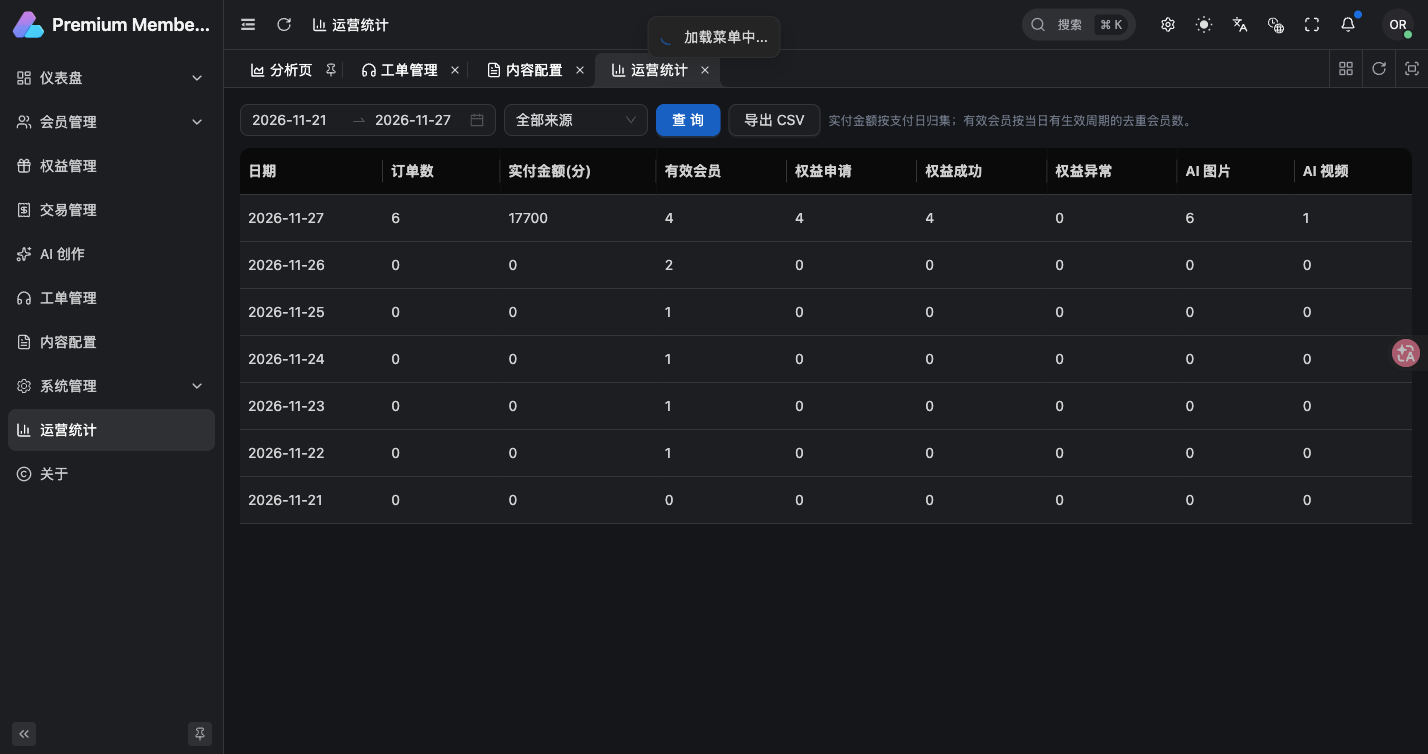 Premium Membe...
运营统计
加载菜单中...
搜索 ⌘ K
OR
仪表盘
会员管理
权益管理
交易管理
AI 创作
工单管理
内容配置
系统管理
运营统计
关于
分析页 工单管理 × 内容配置 × 运营统计 ×
2026-11-21 → 2026-11-27 全部来源 查 询 导出 CSV 实付金额按支付日归集；有效会员按当日有生效周期的去重会员数。
日期 订单数 实付金额(分) 有效会员 权益申请 权益成功 权益异常 AI 图片 AI 视频
2026-11-27 6 17700 4 4 4 0 6 1
2026-11-26 0 0 2 0 0 0 0 0
2026-11-25 0 0 1 0 0 0 0 0
2026-11-24 0 0 1 0 0 0 0 0
2026-11-23 0 0 1 0 0 0 0 0
2026-11-22 0 0 1 0 0 0 0 0
2026-11-21 0 0 0 0 0 0 0 0